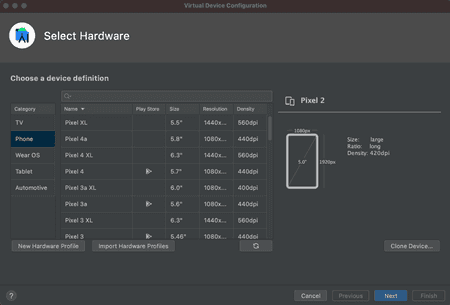 Virtual Device Configuration
Select Hardware
Choose a device definition
Category Name Play Store Size Resolution Density
TV
Phone
Wear OS
Tablet
Automotive
Pixel XL 5.5" 1440x... 560dpi
Pixel 4a 5.8" 1080x... 440dpi
Pixel 4 XL 6.3" 1440x... 560dpi
Pixel 4 5.7" 1080x... 440dpi
Pixel 3a XL 6.0" 1080x... 400dpi
Pixel 3a 5.6" 1080x... 440dpi
Pixel 3 XL 6.3" 1440x... 560dpi
Pixel 3 5.46" 1080x... 440dpi
New Hardware Profile Import Hardware Profiles
Pixel 2
1080px
5.0"
1920px
Size: large
Ratio: long
Density: 420dpi
Clone Device...
? Cancel Previous Next Finish